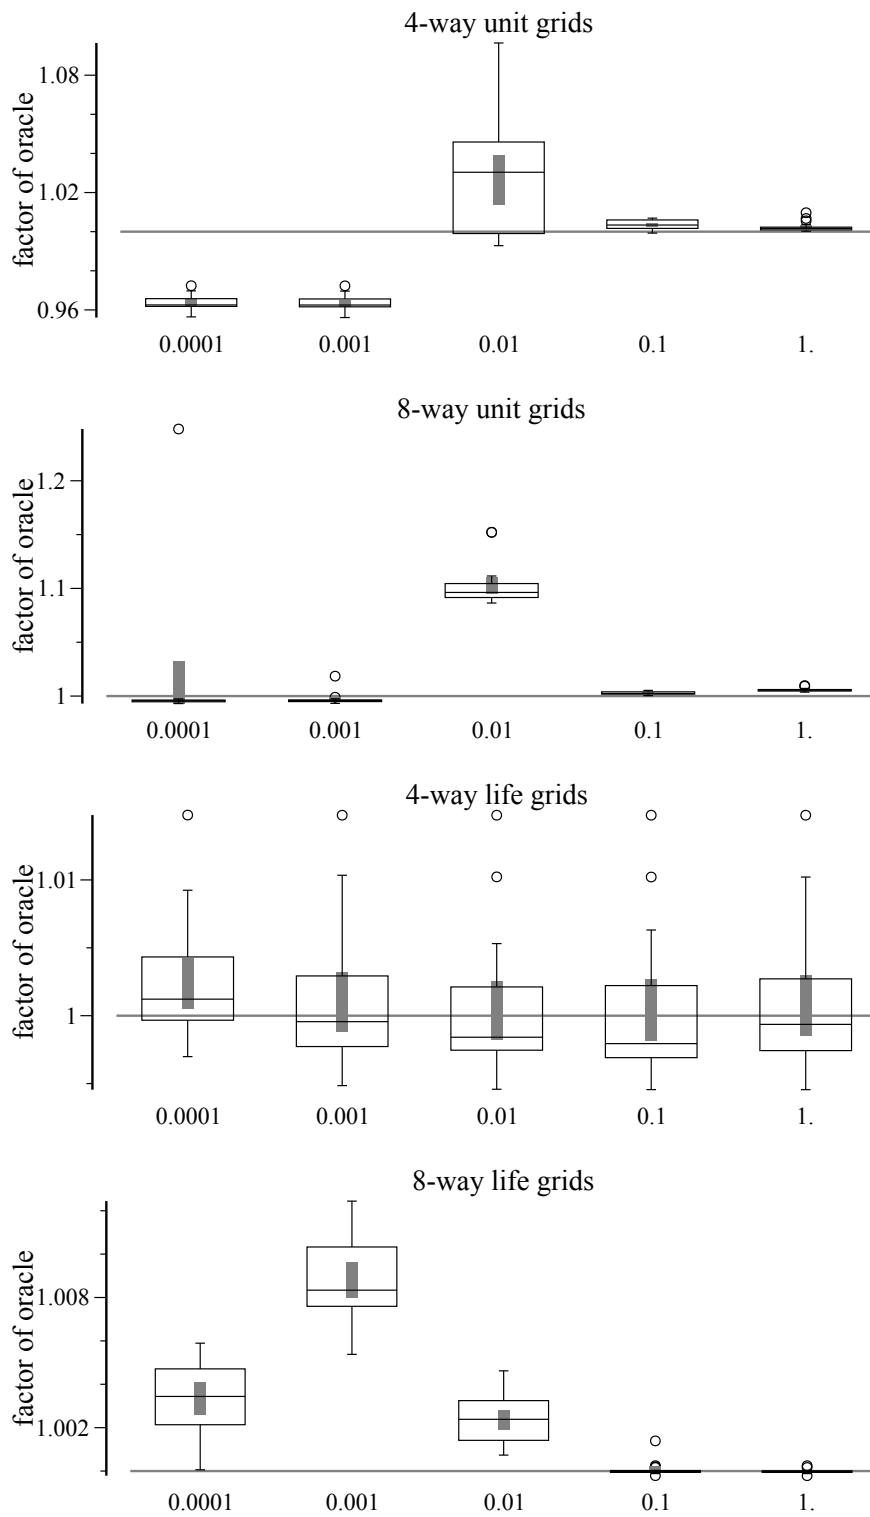 4-way unit grids
factor of oracle
1.08
1.02
0.96
0.0001 0.001 0.01 0.1 1.
8-way unit grids
factor of oracle
1.2
1.1
1
0.0001 0.001 0.01 0.1 1.
4-way life grids
factor of oracle
1.01
1
0.0001 0.001 0.01 0.1 1.
8-way life grids
factor of oracle
1.008
1.002
0.0001 0.001 0.01 0.1 1.